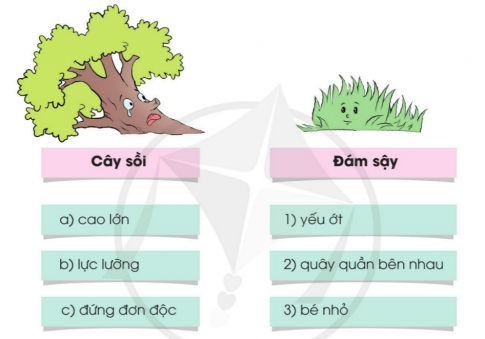 Cây sồi
Đám sậy
a) cao lớn
1) yếu ớt
b) lực lưỡng
2) quây quần bên nhau
c) đứng đơn độc
3) bé nhỏ